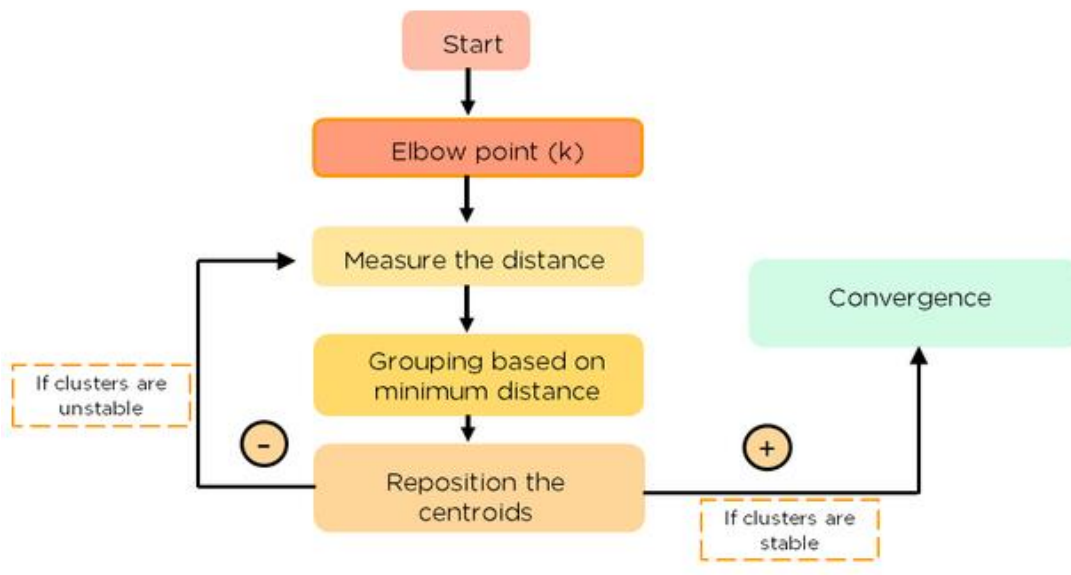 Start
Elbow point (k)
Measure the distance
Convergence
Grouping based on
minimum distance
If clusters are
unstable
-
+
Reposition the
centroids
If clusters are
stable